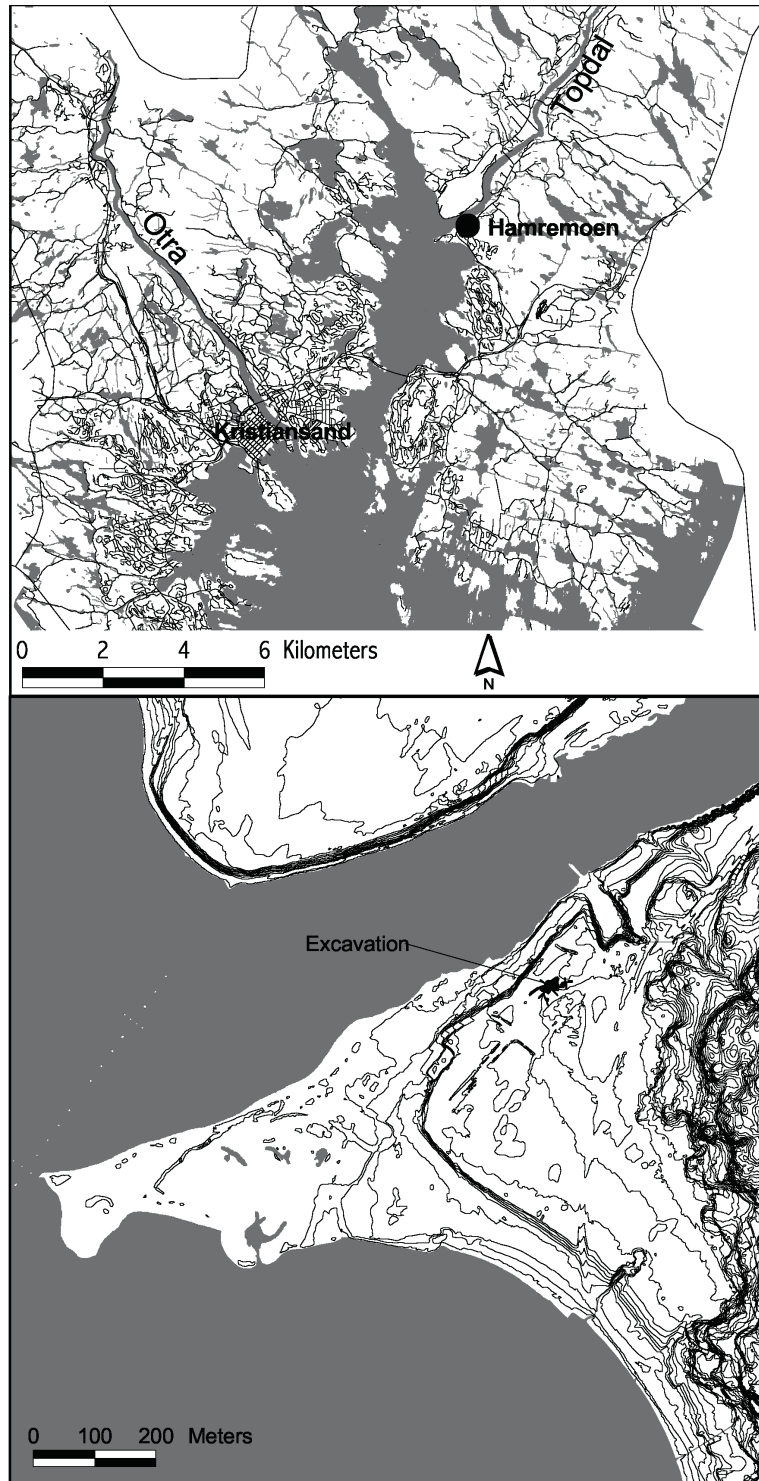 Topdal
Otra
Hamremoen
Kristiansand
0 2 4 6 Kilometers
N
Excavation
0 100 200 Meters